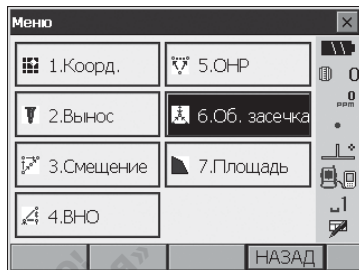 Меню
1.Коорд.
5.ОНР
2.Вынос
6.Об. засечка
3.Смещение
7.Площадь
4.ВНО
0
0
ppm
1
НАЗАД